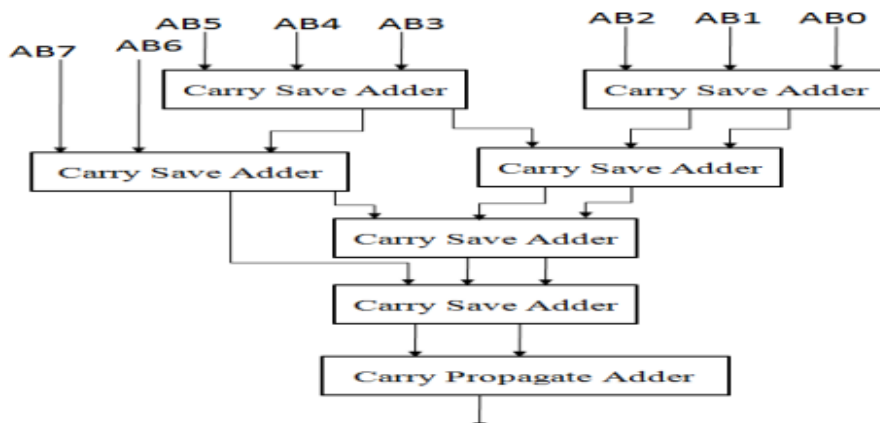 AB5 AB4 AB3 AB2 AB1 AB0
AB7 AB6
Carry Save Adder Carry Save Adder
Carry Save Adder Carry Save Adder
Carry Save Adder
Carry Save Adder
Carry Propagate Adder